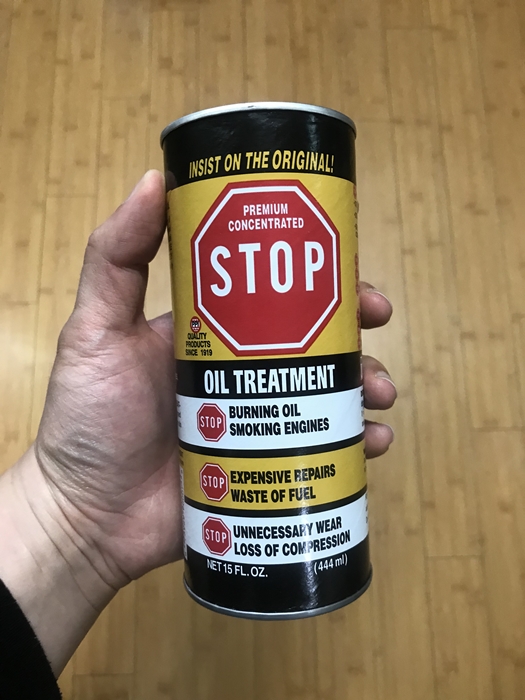 INSIST ON THE ORIGINAL!
PREMIUM
CONCENTRATED
STOP
QUALITY
PRODUCTS
SINCE 1919
OIL TREATMENT
STOP
BURNING OIL
SMOKING ENGINES
STOP
EXPENSIVE REPAIRS
WASTE OF FUEL
STOP
UNNECESSARY WEAR
LOSS OF COMPRESSION
NET 15 FL. OZ. (444 ml)